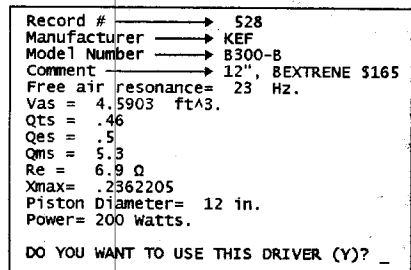 Record # → 528
Manufacturer → KEF
Model Number → B300-B
Comment → 12", BEXTRENE $165
Free air resonance= 23 Hz.
Vas = 4.5903 ft^3.
Qts = .46
Qes = .5
Qms = 5.3
Re = 6.9 Ω
Xmax= .2362205
Piston Diameter= 12 in.
Power= 200 Watts.
DO YOU WANT TO USE THIS DRIVER (Y)? _